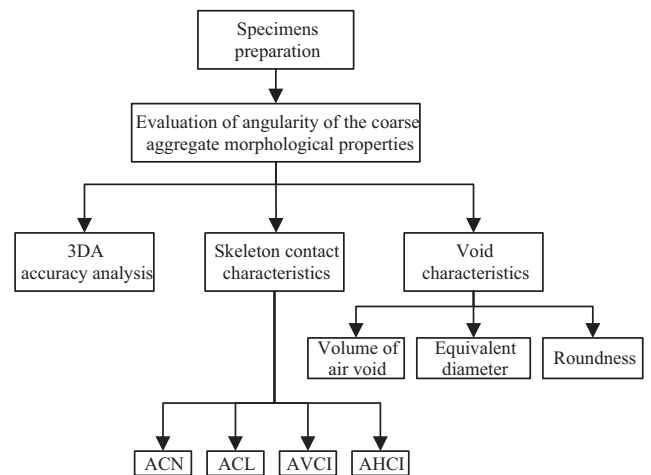 Specimens
preparation
Evaluation of angularity of the coarse
aggregate morphological properties
3DA
accuracy analysis
Skeleton contact
characteristics
Void
characteristics
Volume of
air void
Equivalent
diameter
Roundness
ACN
ACL
AVCI
AHCI